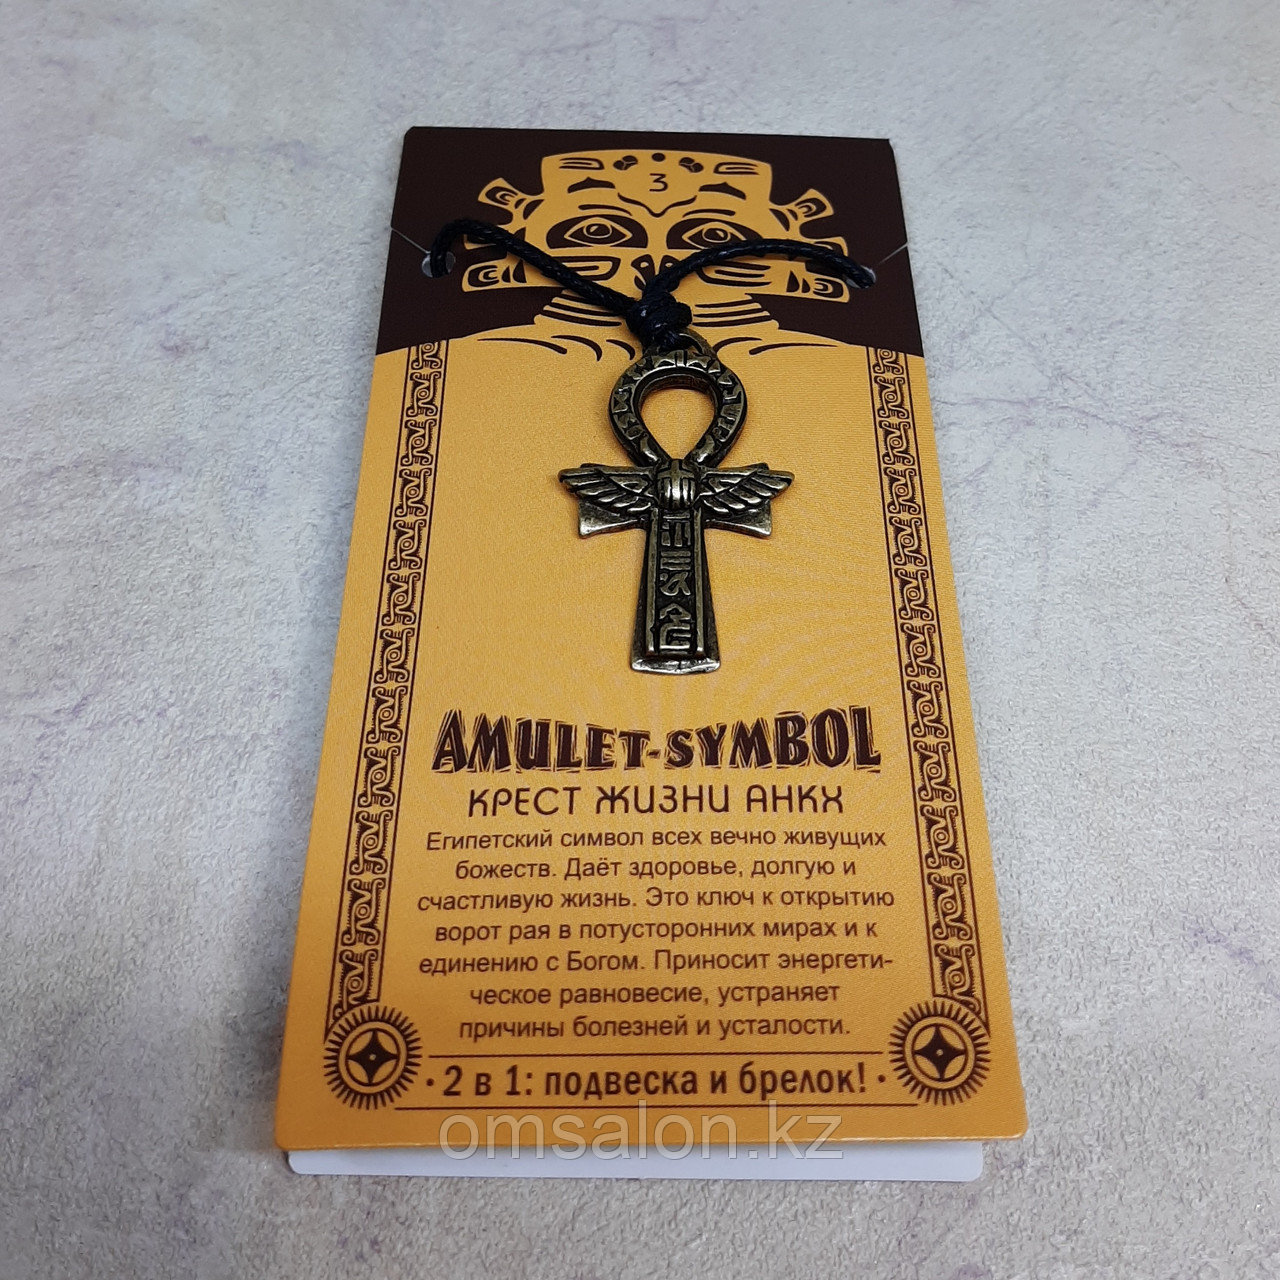 3
AMULET-SYMBOL
КРЕСТ ЖИЗНИ АНКХ
Египетский символ всех вечно живущих
божеств. Даёт здоровье, долгую и
счастливую жизнь. Это ключ к открытию
ворот рая в потусторонних мирах и к
единению с Богом. Приносит энергети-
ческое равновесие, устраняет
причины болезней и усталости.
· 2 в 1: подвеска и брелок! ·
omsalon.kz